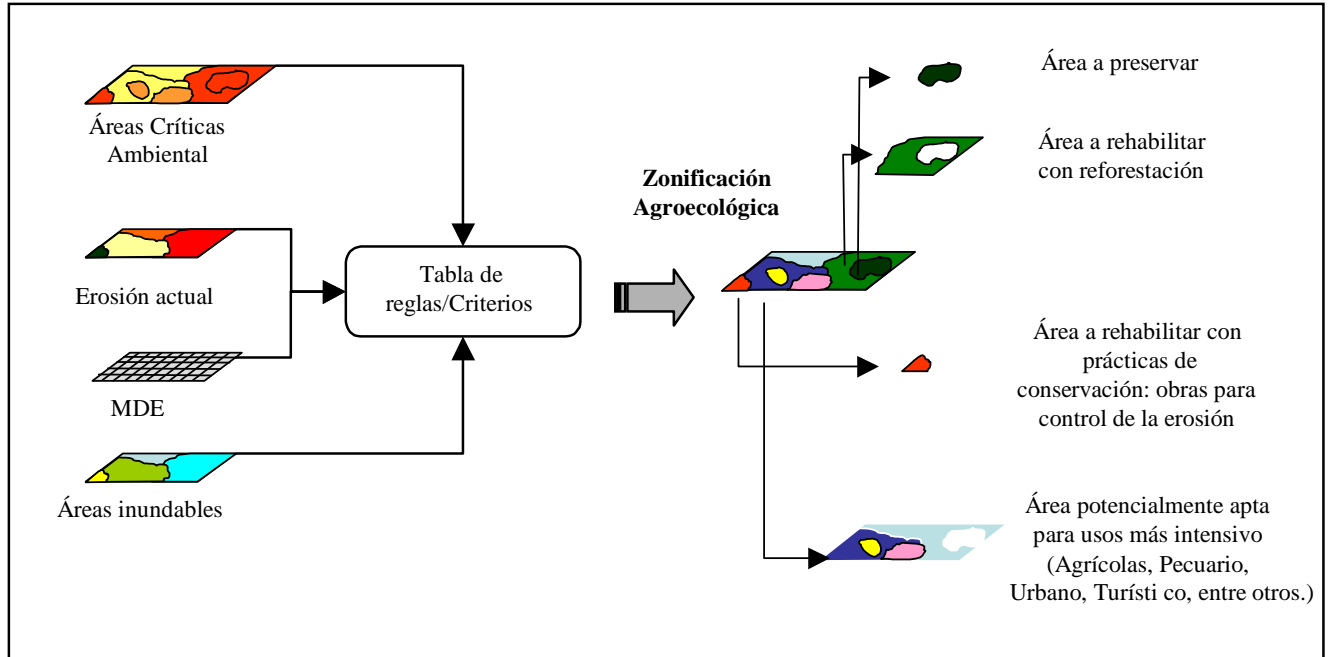 Áreas Críticas
Ambiental
Erosión actual
MDE
Áreas inundables
Tabla de
reglas/Criterios
Zonificación
Agroecológica
Área a preservar
Área a rehabilitar
con reforestación
Área a rehabilitar con
prácticas de
conservación: obras para
control de la erosión
Área potencialmente apta
para usos más intensivo
(Agrícolas, Pecuario,
Urbano, Turísti co, entre otros.)